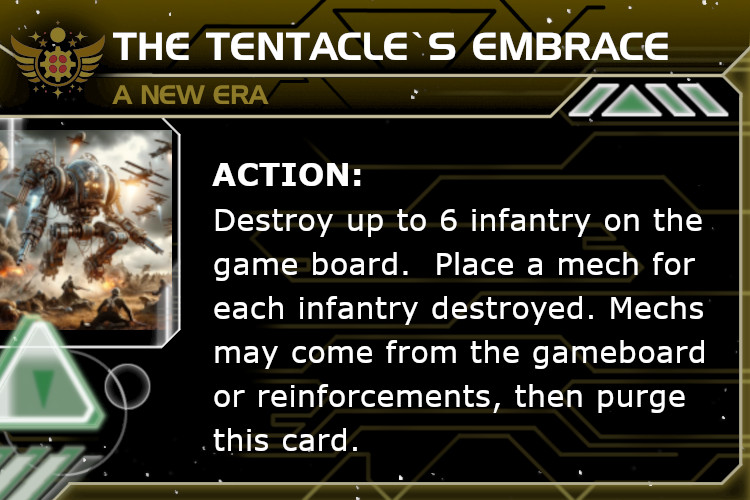 THE TENTACLE`S EMBRACE
A NEW ERA
ACTION:
Destroy up to 6 infantry on the
game board.  Place a mech for
each infantry destroyed. Mechs
may come from the gameboard
or reinforcements, then purge
this card.